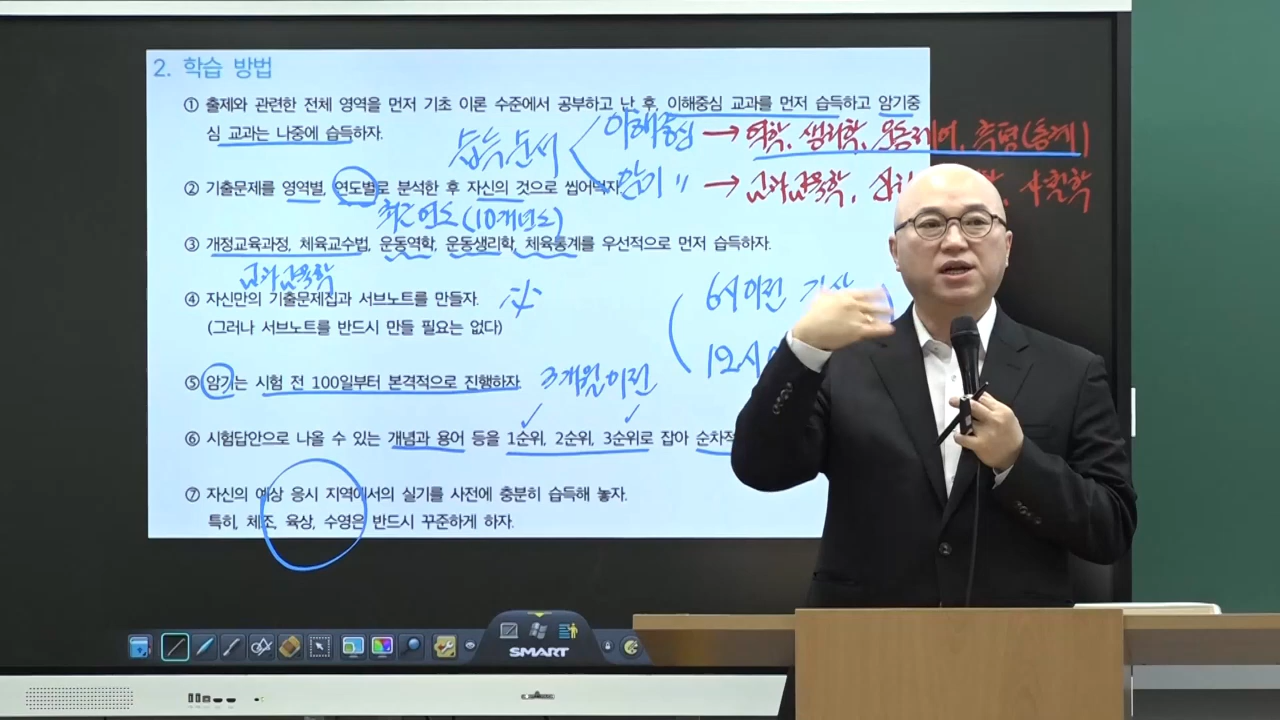 2. 학습 방법
① 출제와 관련한 전체 영역을 먼저 기초 이론 수준에서 공부하고 난 후, 이해중심 교과를 먼저 습득하고 암기중
심 교과는 나중에 습득하자.
습득순서
이해중심 → 역학, 생리학, 운동제어, 측평(통계)
암기 〃 → 교과교육학, 사회학
② 기출문제를 영역별, 연도별로 분석한 후 자신의 것으로 씹어먹자
최근연도(10개년도)
③ 개정교육과정, 체육교수법, 운동역학, 운동생리학, 체육통계를 우선적으로 먼저 습득하자.
교과교육학
④ 자신만의 기출문제집과 서브노트를 만들자.
(그러나 서브노트를 반드시 만들 필요는 없다)
6시이전 기상
12시
⑤ 암기는 시험 전 100일부터 본격적으로 진행하자.
3개월이전
⑥ 시험답안으로 나올 수 있는 개념과 용어 등을 1순위, 2순위, 3순위로 잡아 순차적
⑦ 자신의 예상 응시 지역에서의 실기를 사전에 충분히 습득해 놓자.
특히, 체조, 육상, 수영은 반드시 꾸준하게 하자.
SMART